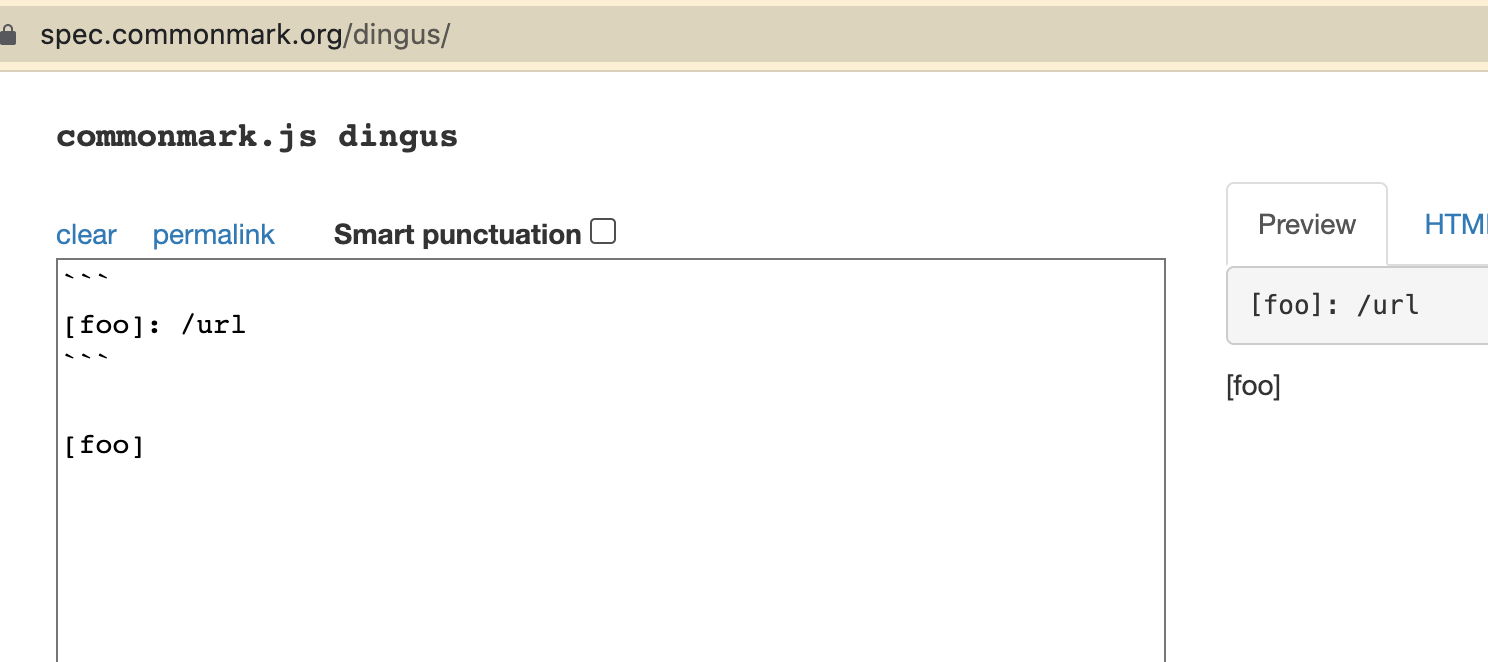 spec.commonmark.org/dingus/
commonmark.js dingus
clear permalink Smart punctuation
Preview HTM
```
[foo]: /url
```
[foo]
[foo]: /url
[foo]